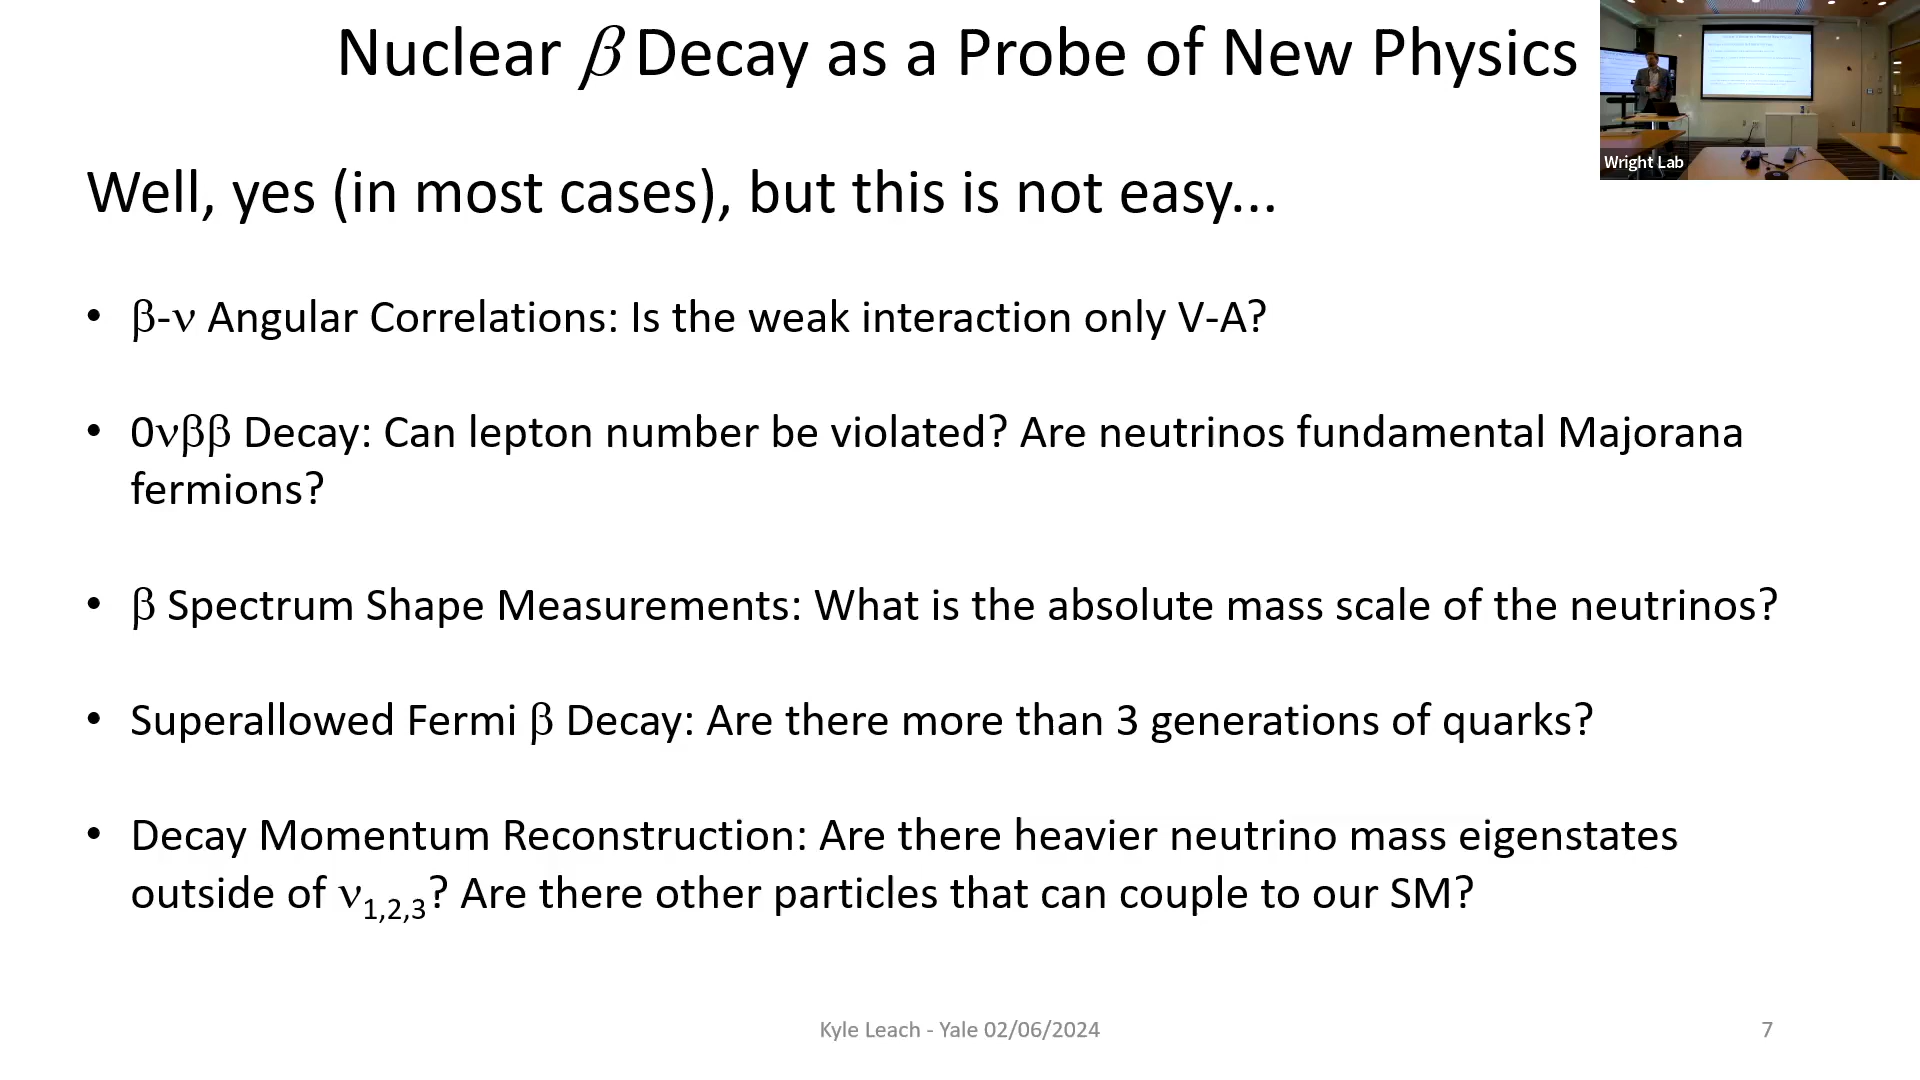 Nuclear β Decay as a Probe of New Physics
Wright Lab
Well, yes (in most cases), but this is not easy...
• β-ν Angular Correlations: Is the weak interaction only V-A?
• 0νββ Decay: Can lepton number be violated? Are neutrinos fundamental Majorana
fermions?
• β Spectrum Shape Measurements: What is the absolute mass scale of the neutrinos?
• Superallowed Fermi β Decay: Are there more than 3 generations of quarks?
• Decay Momentum Reconstruction: Are there heavier neutrino mass eigenstates
outside of ν1,2,3? Are there other particles that can couple to our SM?
Kyle Leach - Yale 02/06/2024
7